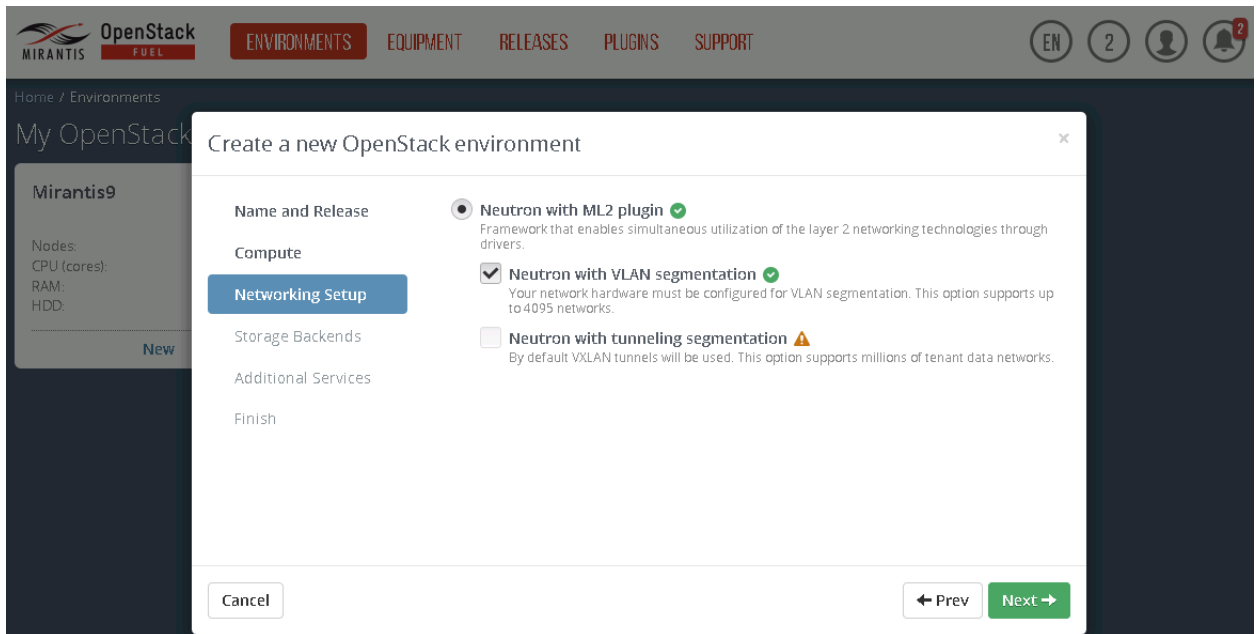 MIRANTIS
OpenStack
FUEL
ENVIRONMENTS
EQUIPMENT
RELEASES
PLUGINS
SUPPORT
EN
2
2
Home / Environments
My OpenStack
Create a new OpenStack environment
×
Mirantis9
Nodes:
CPU (cores):
RAM:
HDD:
New
Name and Release
Compute
Networking Setup
Storage Backends
Additional Services
Finish
Neutron with ML2 plugin
Framework that enables simultaneous utilization of the layer 2 networking technologies through
drivers.
Neutron with VLAN segmentation
Your network hardware must be configured for VLAN segmentation. This option supports up
to 4095 networks.
Neutron with tunneling segmentation
By default VXLAN tunnels will be used. This option supports millions of tenant data networks.
Cancel
Prev
Next